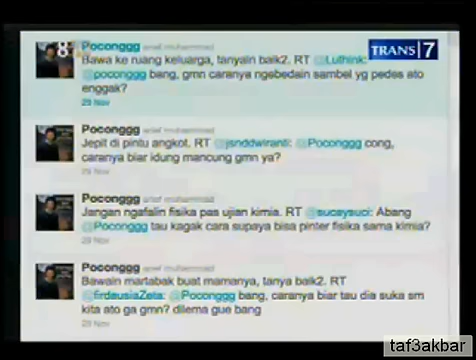 Poconggg arief muhammad
TRANS|7
Bawa ke ruang keluarga, tanyain baik2. RT @Luthink:
@poconggg bang, gmn caranya ngebedain sambel yg pedes ato
enggak?
29 Nov
Poconggg arief muhammad
Jepit di pintu angkot. RT @jsnddwiranti: @Poconggg cong,
caranya biar idung mancung gmn ya?
29 Nov
Poconggg arief muhammad
Jangan ngafalin fisika pas ujian kimia. RT @sucaysuci: Abang
@Poconggg tau kagak cara supaya bisa pinter fisika sama kimia?
29 Nov
Poconggg arief muhammad
Bawain martabak buat mamanya, tanya baik2. RT
@firdausiaZeta: @Poconggg bang, caranya biar tau dia suka sm
kita ato ga gmn? dilema gue bang
29 Nov
taf3akbar